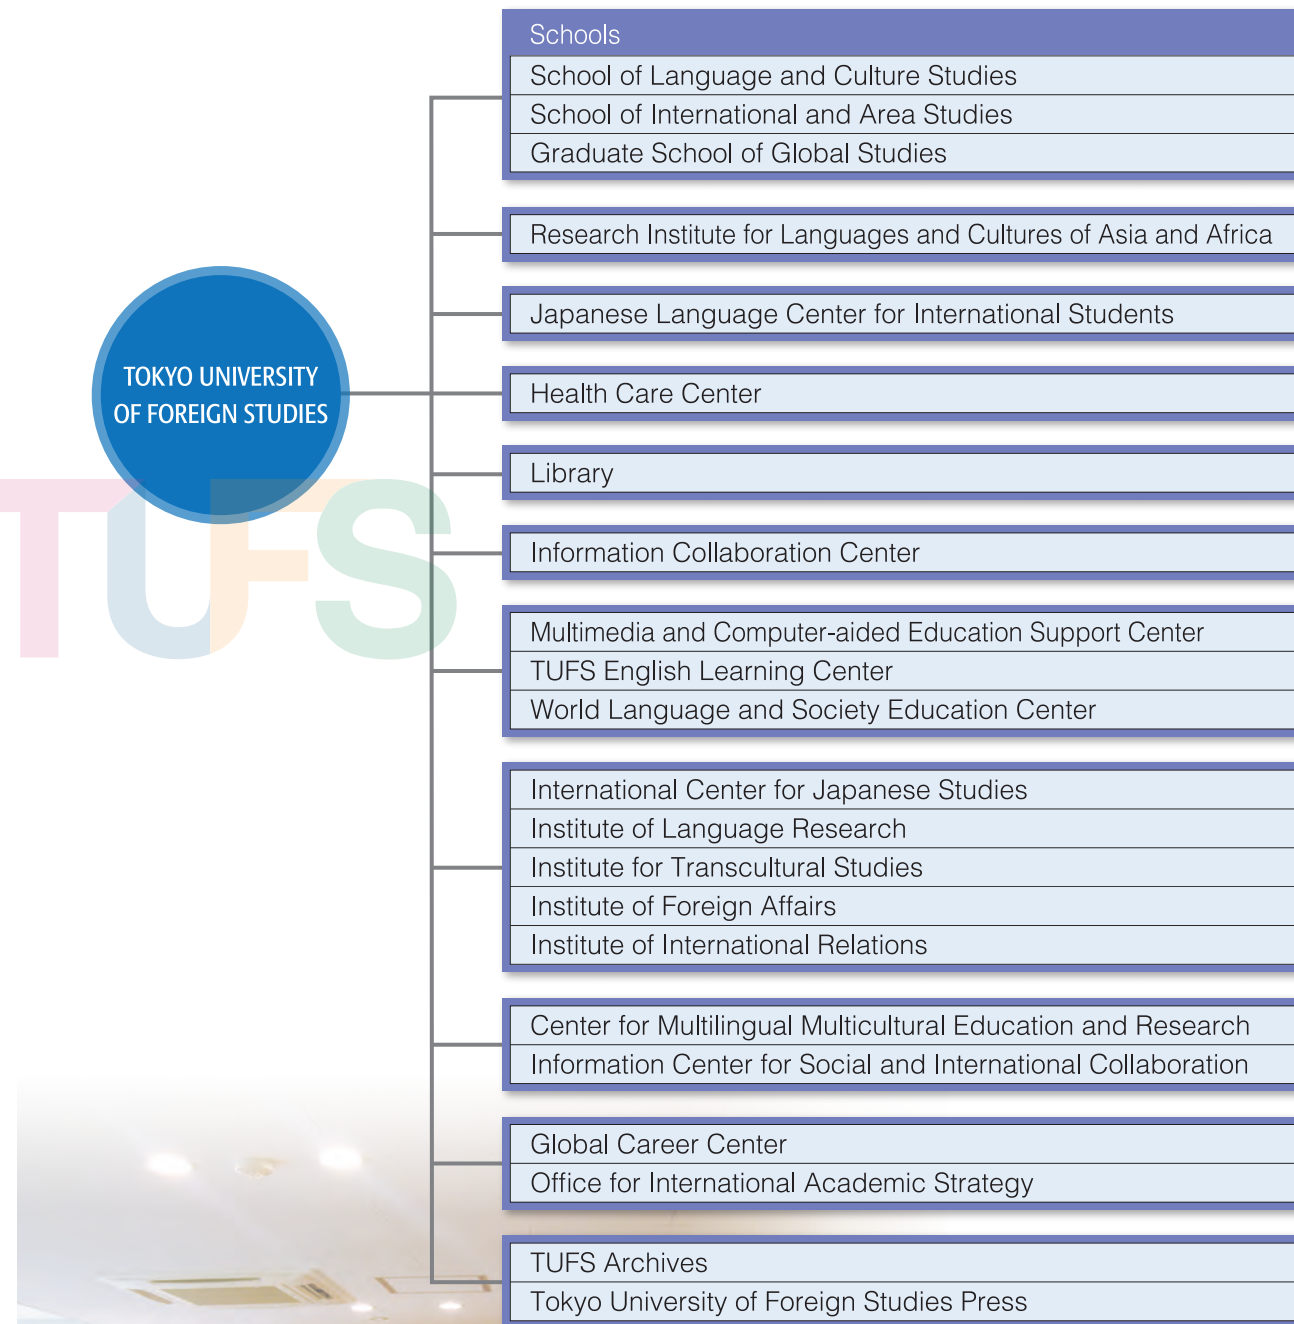 Schools
School of Language and Culture Studies
School of International and Area Studies
Graduate School of Global Studies
Research Institute for Languages and Cultures of Asia and Africa
Japanese Language Center for International Students
TOKYO UNIVERSITY
OF FOREIGN STUDIES
Health Care Center
Library
TUFS
Information Collaboration Center
Multimedia and Computer-aided Education Support Center
TUFS English Learning Center
World Language and Society Education Center
International Center for Japanese Studies
Institute of Language Research
Institute for Transcultural Studies
Institute of Foreign Affairs
Institute of International Relations
Center for Multilingual Multicultural Education and Research
Information Center for Social and International Collaboration
Global Career Center
Office for International Academic Strategy
TUFS Archives
Tokyo University of Foreign Studies Press